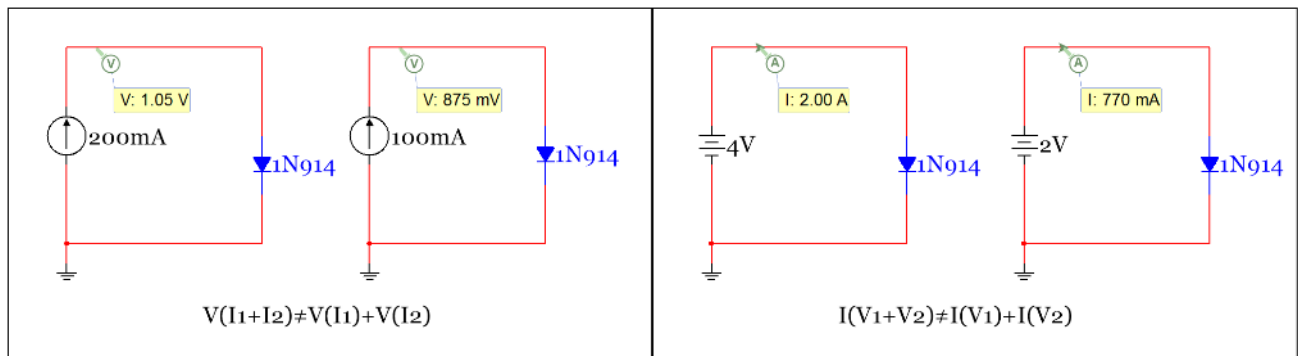 V
V
V: 1.05 V
V: 875 mV
200mA
100mA
1N914
1N914
V(I1+I2)≠V(I1)+V(I2)
A
A
I: 2.00 A
I: 770 mA
4V
2V
1N914
1N914
I(V1+V2)≠I(V1)+I(V2)